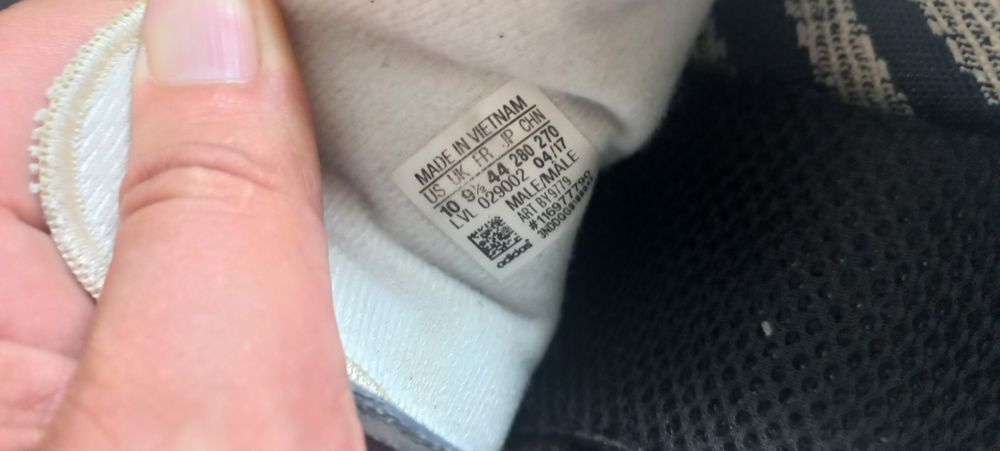 MADE IN VIETNAM
US UK FR JP CHN
10 9½ 44 280 270
LVL 029002 04/17
MALE/MALE
ART BY9779
adidas